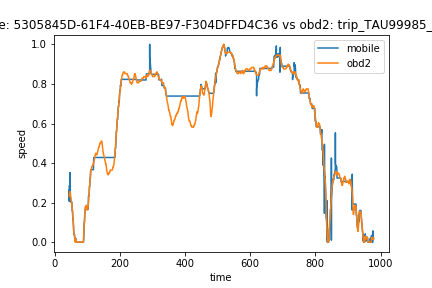 e: 5305845D-61F4-40EB-BE97-F304DFFD4C36 vs obd2: trip_TAU99985_
mobile
obd2
1.0
0.8
0.6
0.4
0.2
0.0
speed
0 200 400 600 800 1000
time